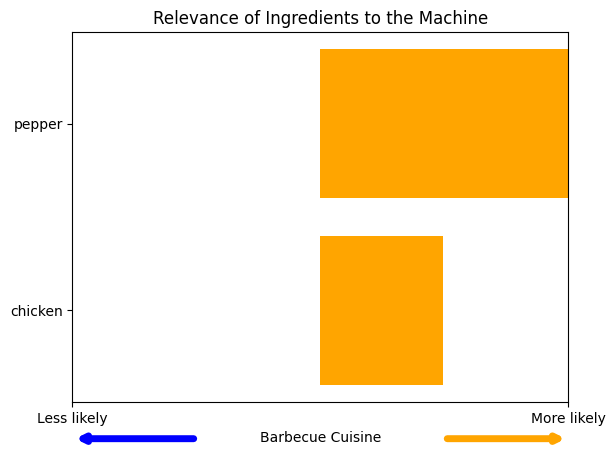 Relevance of Ingredients to the Machine
pepper
chicken
Less likely
More likely
Barbecue Cuisine